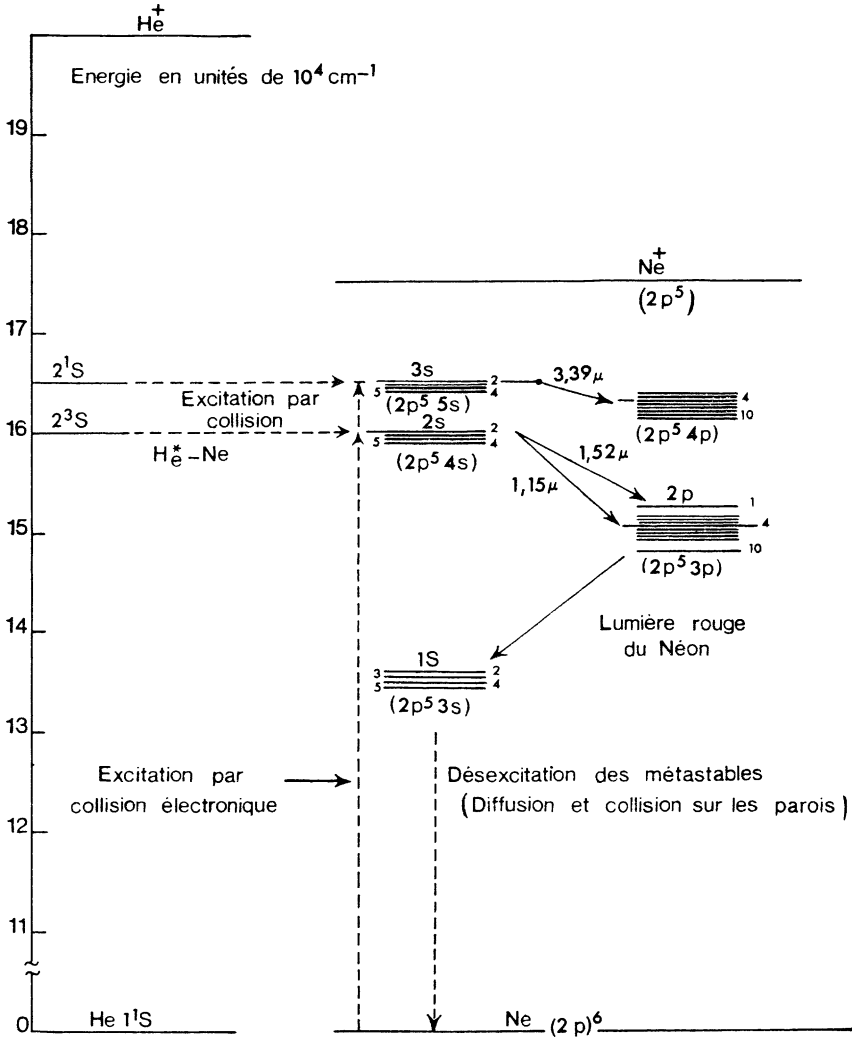 He+
Energie en unités de 10⁴ cm⁻¹
19
18
Ne+
(2p⁵)
17
2¹S
3s
2
5
4
(2p⁵ 5s)
3,39μ
4
10
(2p⁵ 4p)
Excitation par
collision
He*-Ne
2³S
16
2s
2
5
4
(2p⁵ 4s)
1,52μ
1,15μ
2p
1
4
10
(2p⁵ 3p)
15
14
Lumière rouge
du Néon
1S
3
2
5
4
(2p⁵ 3s)
13
Excitation par
collision électronique
Désexcitation des métastables
(Diffusion et collision sur les parois)
12
11
0
He 1¹S
Ne (2p)⁶